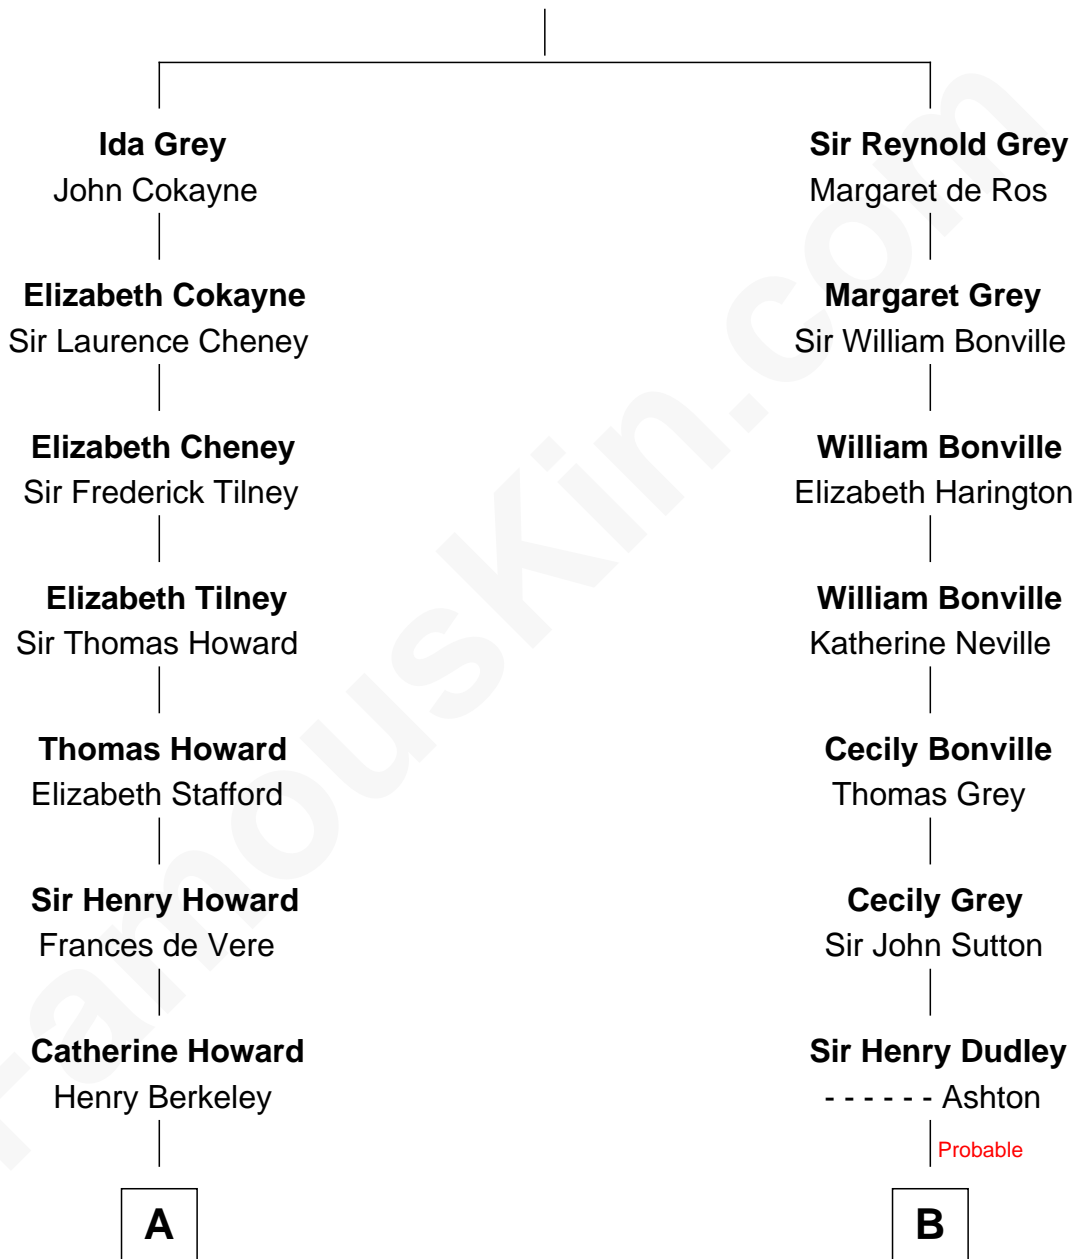 Ida Grey
John Cokayne
Sir Reynold Grey
Margaret de Ros
Elizabeth Cokayne
Sir Laurence Cheney
Margaret Grey
Sir William Bonville
Elizabeth Cheney
Sir Frederick Tilney
William Bonville
Elizabeth Harington
Elizabeth Tilney
Sir Thomas Howard
William Bonville
Katherine Neville
Thomas Howard
Elizabeth Stafford
Cecily Bonville
Thomas Grey
Sir Henry Howard
Frances de Vere
Cecily Grey
Sir John Sutton
Catherine Howard
Henry Berkeley
Sir Henry Dudley
- - - - - - Ashton
Probable
A
B
FamousKin.com